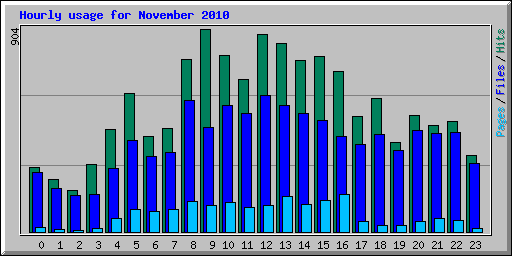 Hourly usage for November 2010
904
Pages / Files / Hits
0 1 2 3 4 5 6 7 8 9 10 11 12 13 14 15 16 17 18 19 20 21 22 23